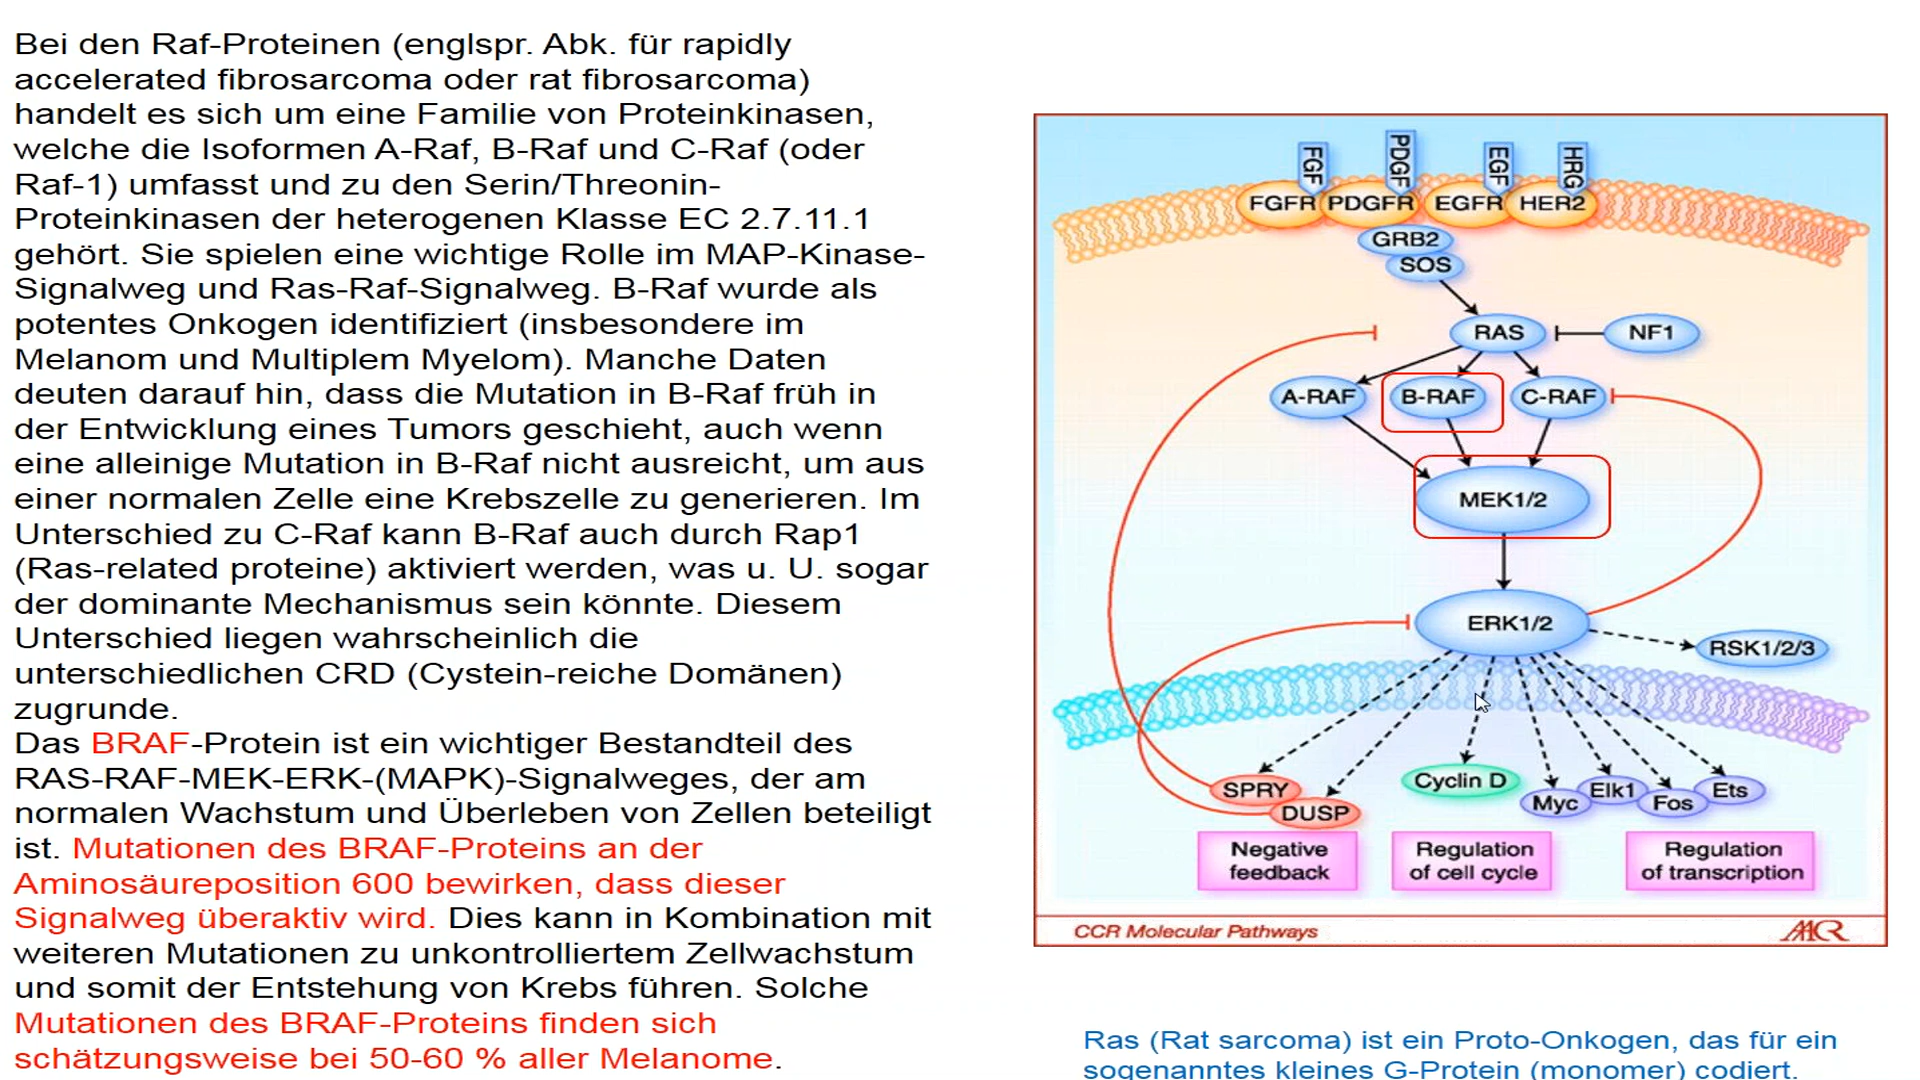 Bei den Raf-Proteinen (englspr. Abk. für rapidly
accelerated fibrosarcoma oder rat fibrosarcoma)
handelt es sich um eine Familie von Proteinkinasen,
welche die Isoformen A-Raf, B-Raf und C-Raf (oder
Raf-1) umfasst und zu den Serin/Threonin-
Proteinkinasen der heterogenen Klasse EC 2.7.11.1
gehört. Sie spielen eine wichtige Rolle im MAP-Kinase-
Signalweg und Ras-Raf-Signalweg. B-Raf wurde als
potentes Onkogen identifiziert (insbesondere im
Melanom und Multiplem Myelom). Manche Daten
deuten darauf hin, dass die Mutation in B-Raf früh in
der Entwicklung eines Tumors geschieht, auch wenn
eine alleinige Mutation in B-Raf nicht ausreicht, um aus
einer normalen Zelle eine Krebszelle zu generieren. Im
Unterschied zu C-Raf kann B-Raf auch durch Rap1
(Ras-related proteine) aktiviert werden, was u. U. sogar
der dominante Mechanismus sein könnte. Diesem
Unterschied liegen wahrscheinlich die
unterschiedlichen CRD (Cystein-reiche Domänen)
zugrunde.
Das BRAF-Protein ist ein wichtiger Bestandteil des
RAS-RAF-MEK-ERK-(MAPK)-Signalweges, der am
normalen Wachstum und Überleben von Zellen beteiligt
ist. Mutationen des BRAF-Proteins an der
Aminosäureposition 600 bewirken, dass dieser
Signalweg überaktiv wird. Dies kann in Kombination mit
weiteren Mutationen zu unkontrolliertem Zellwachstum
und somit der Entstehung von Krebs führen. Solche
Mutationen des BRAF-Proteins finden sich
schätzungsweise bei 50-60 % aller Melanome.
FGF PDGF EGF HRG
FGFR PDGFR EGFR HER2
GRB2
SOS
RAS NF1
A-RAF B-RAF C-RAF
MEK1/2
ERK1/2
RSK1/2/3
SPRY
DUSP
Cyclin D
Myc Elk1 Fos Ets
Negative
feedback
Regulation
of cell cycle
Regulation
of transcription
CCR Molecular Pathways
AACR
Ras (Rat sarcoma) ist ein Proto-Onkogen, das für ein
sogenanntes kleines G-Protein (monomer) codiert.